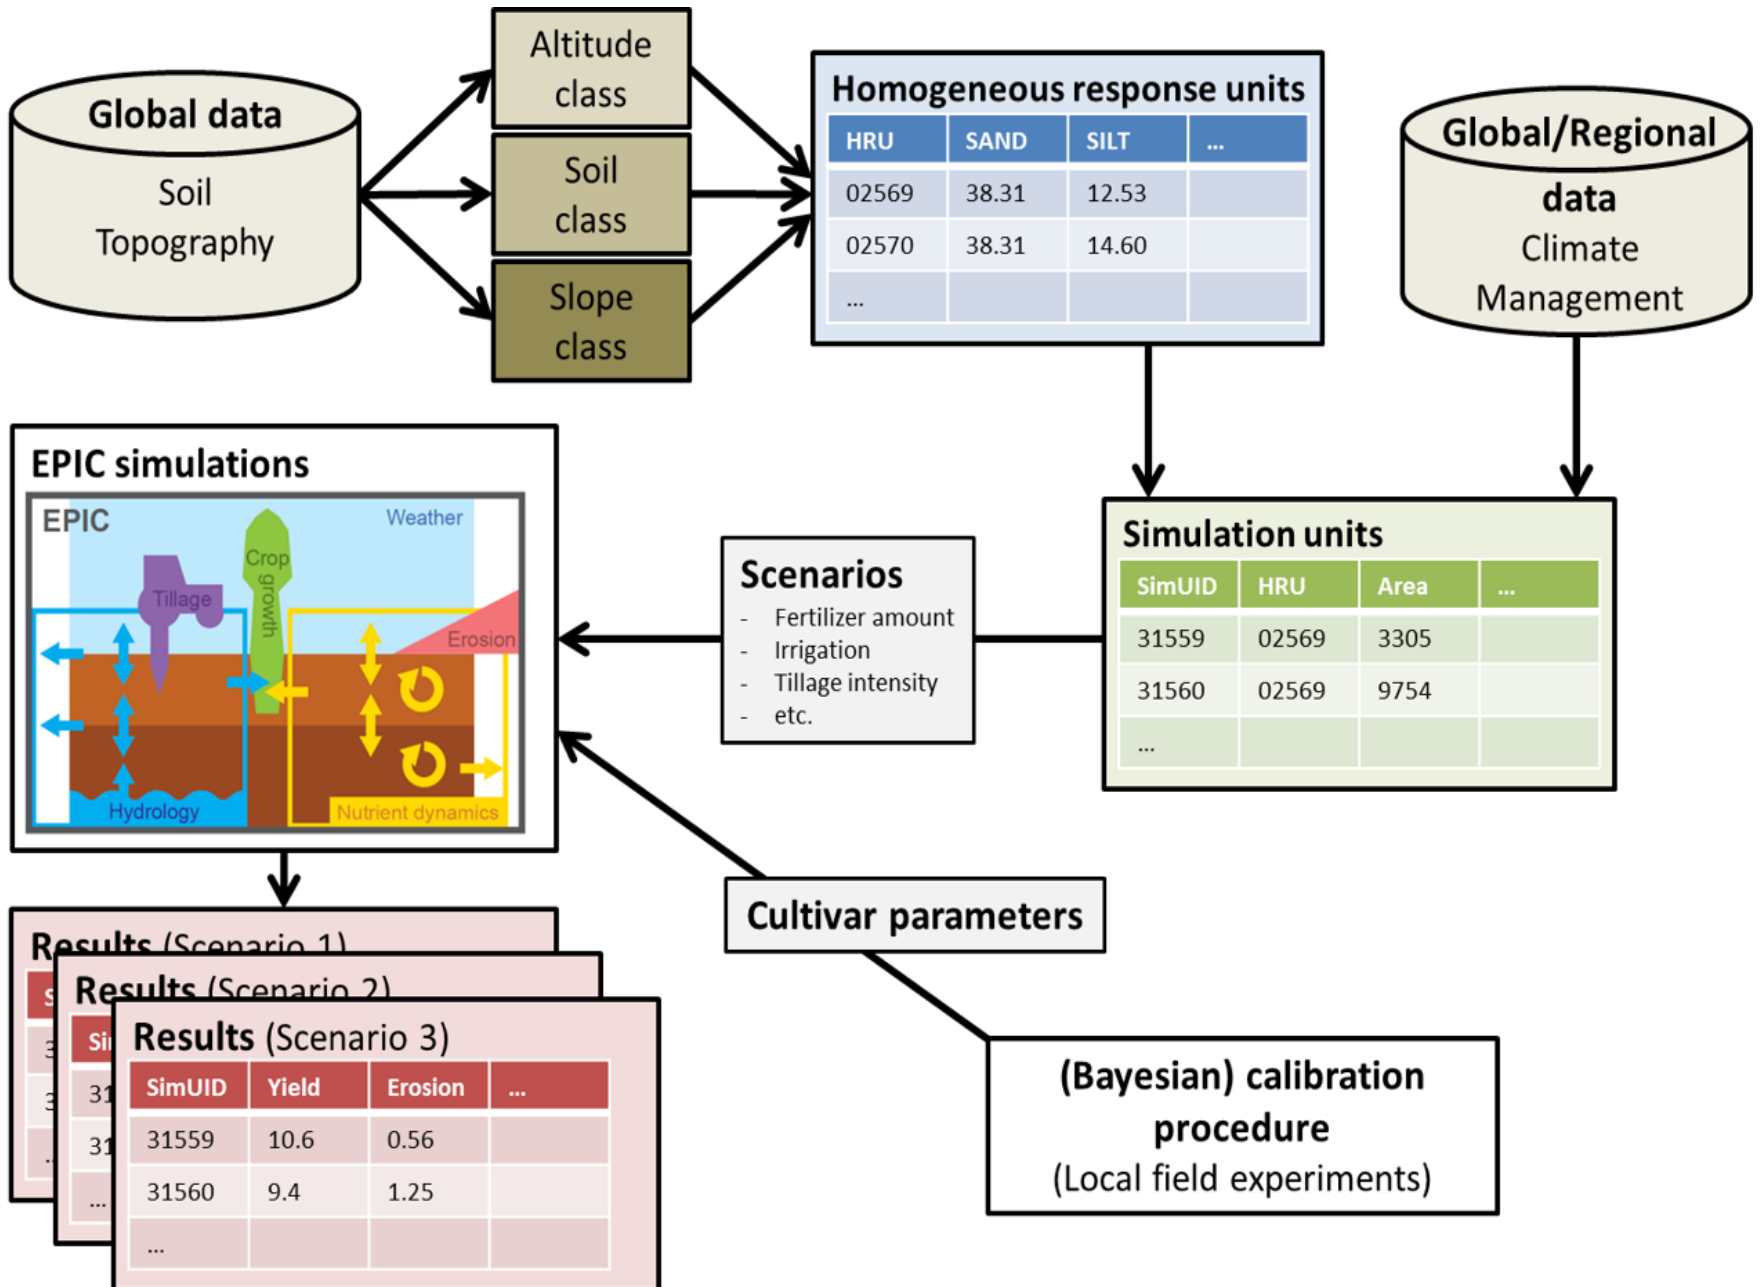 Global data
Soil
Topography
Altitude
class
Soil
class
Slope
class
Homogeneous response units
HRU SAND SILT ...
02569 38.31 12.53
02570 38.31 14.60
...
Global/Regional
data
Climate
Management
EPIC simulations
EPIC
Weather
Crop growth
Tillage
Erosion
Hydrology
Nutrient dynamics
Scenarios
- Fertilizer amount
- Irrigation
- Tillage intensity
- etc.
Simulation units
SimUID HRU Area ...
31559 02569 3305
31560 02569 9754
...
Cultivar parameters
(Bayesian) calibration
procedure
(Local field experiments)
Results (Scenario 1)
Results (Scenario 2)
Results (Scenario 3)
SimUID Yield Erosion ...
31559 10.6 0.56
31560 9.4 1.25
...